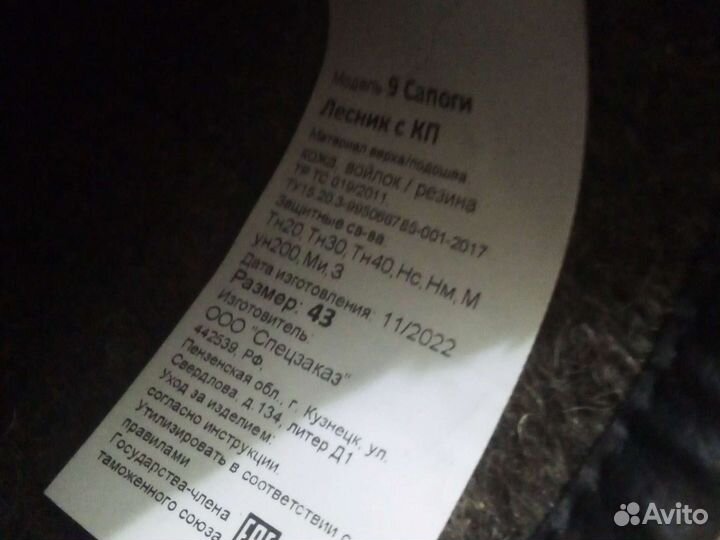 Модель 9 Сапоги
Лесник с КП
Материал верха/подошва
кожа, войлок / резина
ТР ТС 019/2011.
ТУ15.20.3-995066765-001-2017
Защитные св-ва:
Тн20,Тн30,Тн40,Нс,Нм,М
ун200,Ми,З
Дата изготовления: 11/2022
Размер: 43
Изготовитель:
ООО "Спецзаказ"
442539, РФ,
Пензенская обл., г. Кузнецк, ул.
Свердлова, д.134, литер Д1
Уход за изделием:
согласно инструкции.
Утилизировать в соответствии с
правилами
Государства-члена
таможенного союза
EAC
Avito